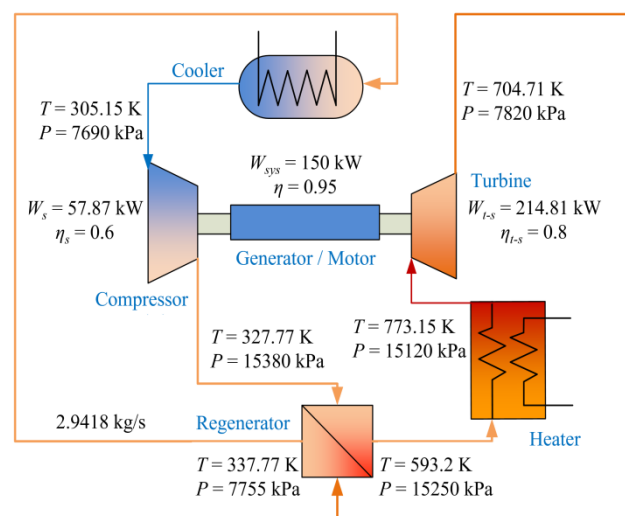 Cooler
T = 305.15 K
P = 7690 kPa
T = 704.71 K
P = 7820 kPa
W_sys = 150 kW
η = 0.95
Turbine
W_s = 57.87 kW
η_s = 0.6
W_t-s = 214.81 kW
η_t-s = 0.8
Generator / Motor
Compressor
T = 327.77 K
P = 15380 kPa
T = 773.15 K
P = 15120 kPa
2.9418 kg/s
Regenerator
Heater
T = 337.77 K
P = 7755 kPa
T = 593.2 K
P = 15250 kPa